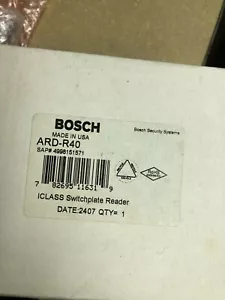 BOSCH
Bosch Security Systems
MADE IN USA
ARD-R40
SAP# 4998151571
7 82695 11631 9
ICLASS Switchplate Reader
DATE:2407 QTY= 1